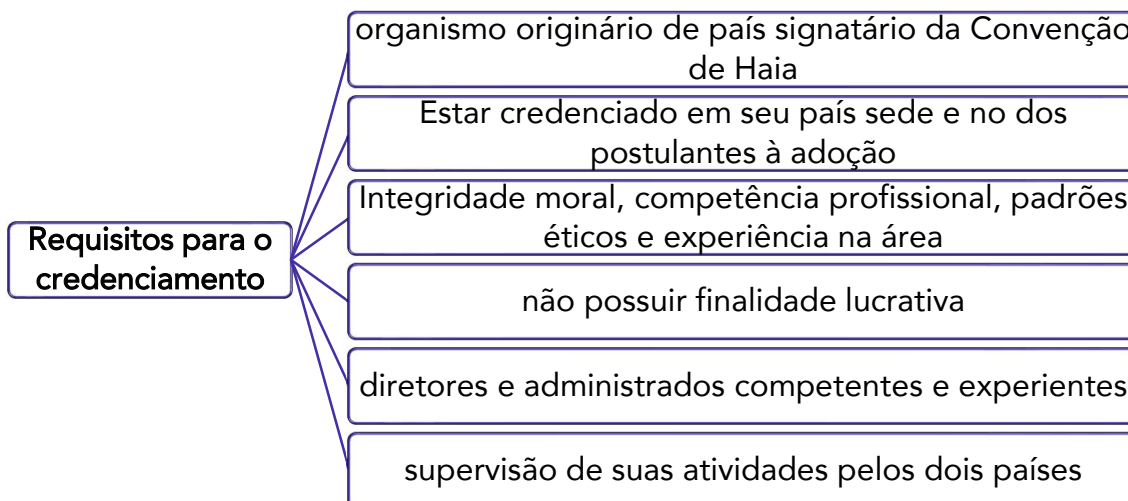 organismo originário de país signatário da Convenção
de Haia
Estar credenciado em seu país sede e no dos
postulantes à adoção
Integridade moral, competência profissional, padrões
éticos e experiência na área
Requisitos para o
credenciamento
não possuir finalidade lucrativa
diretores e administrados competentes e experientes
supervisão de suas atividades pelos dois países